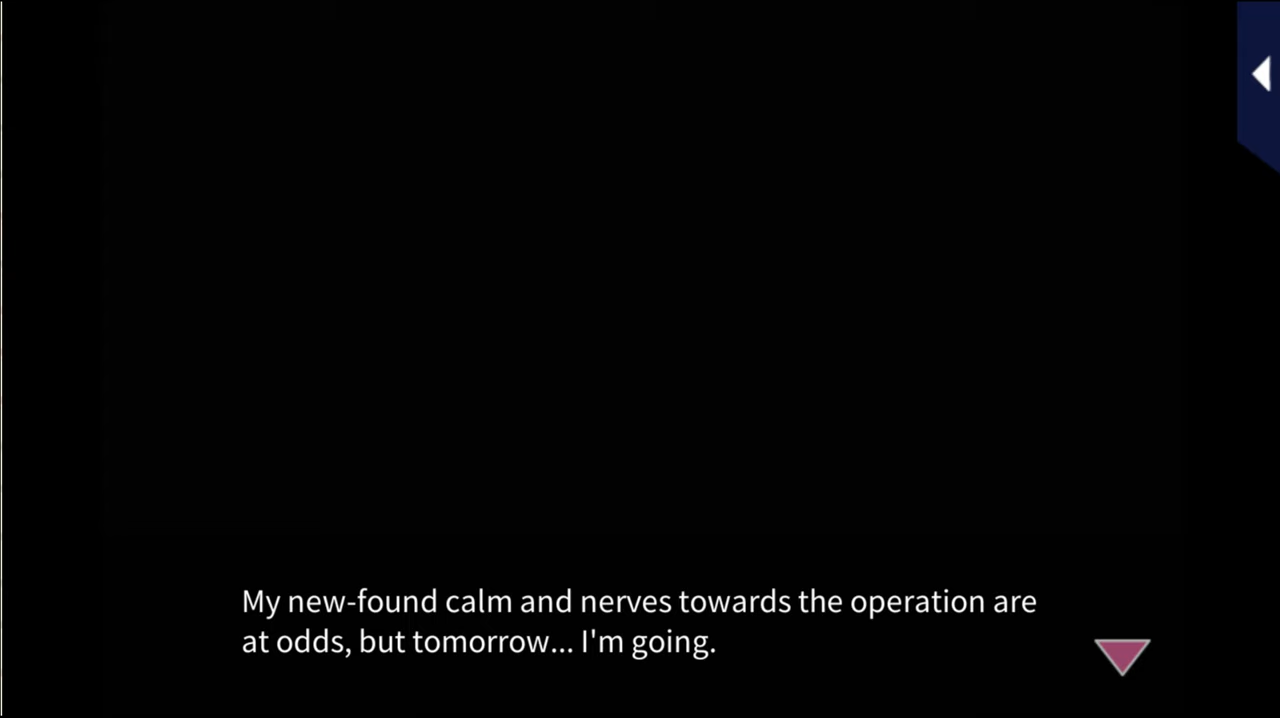 My new-found calm and nerves towards the operation are
at odds, but tomorrow... I'm going.